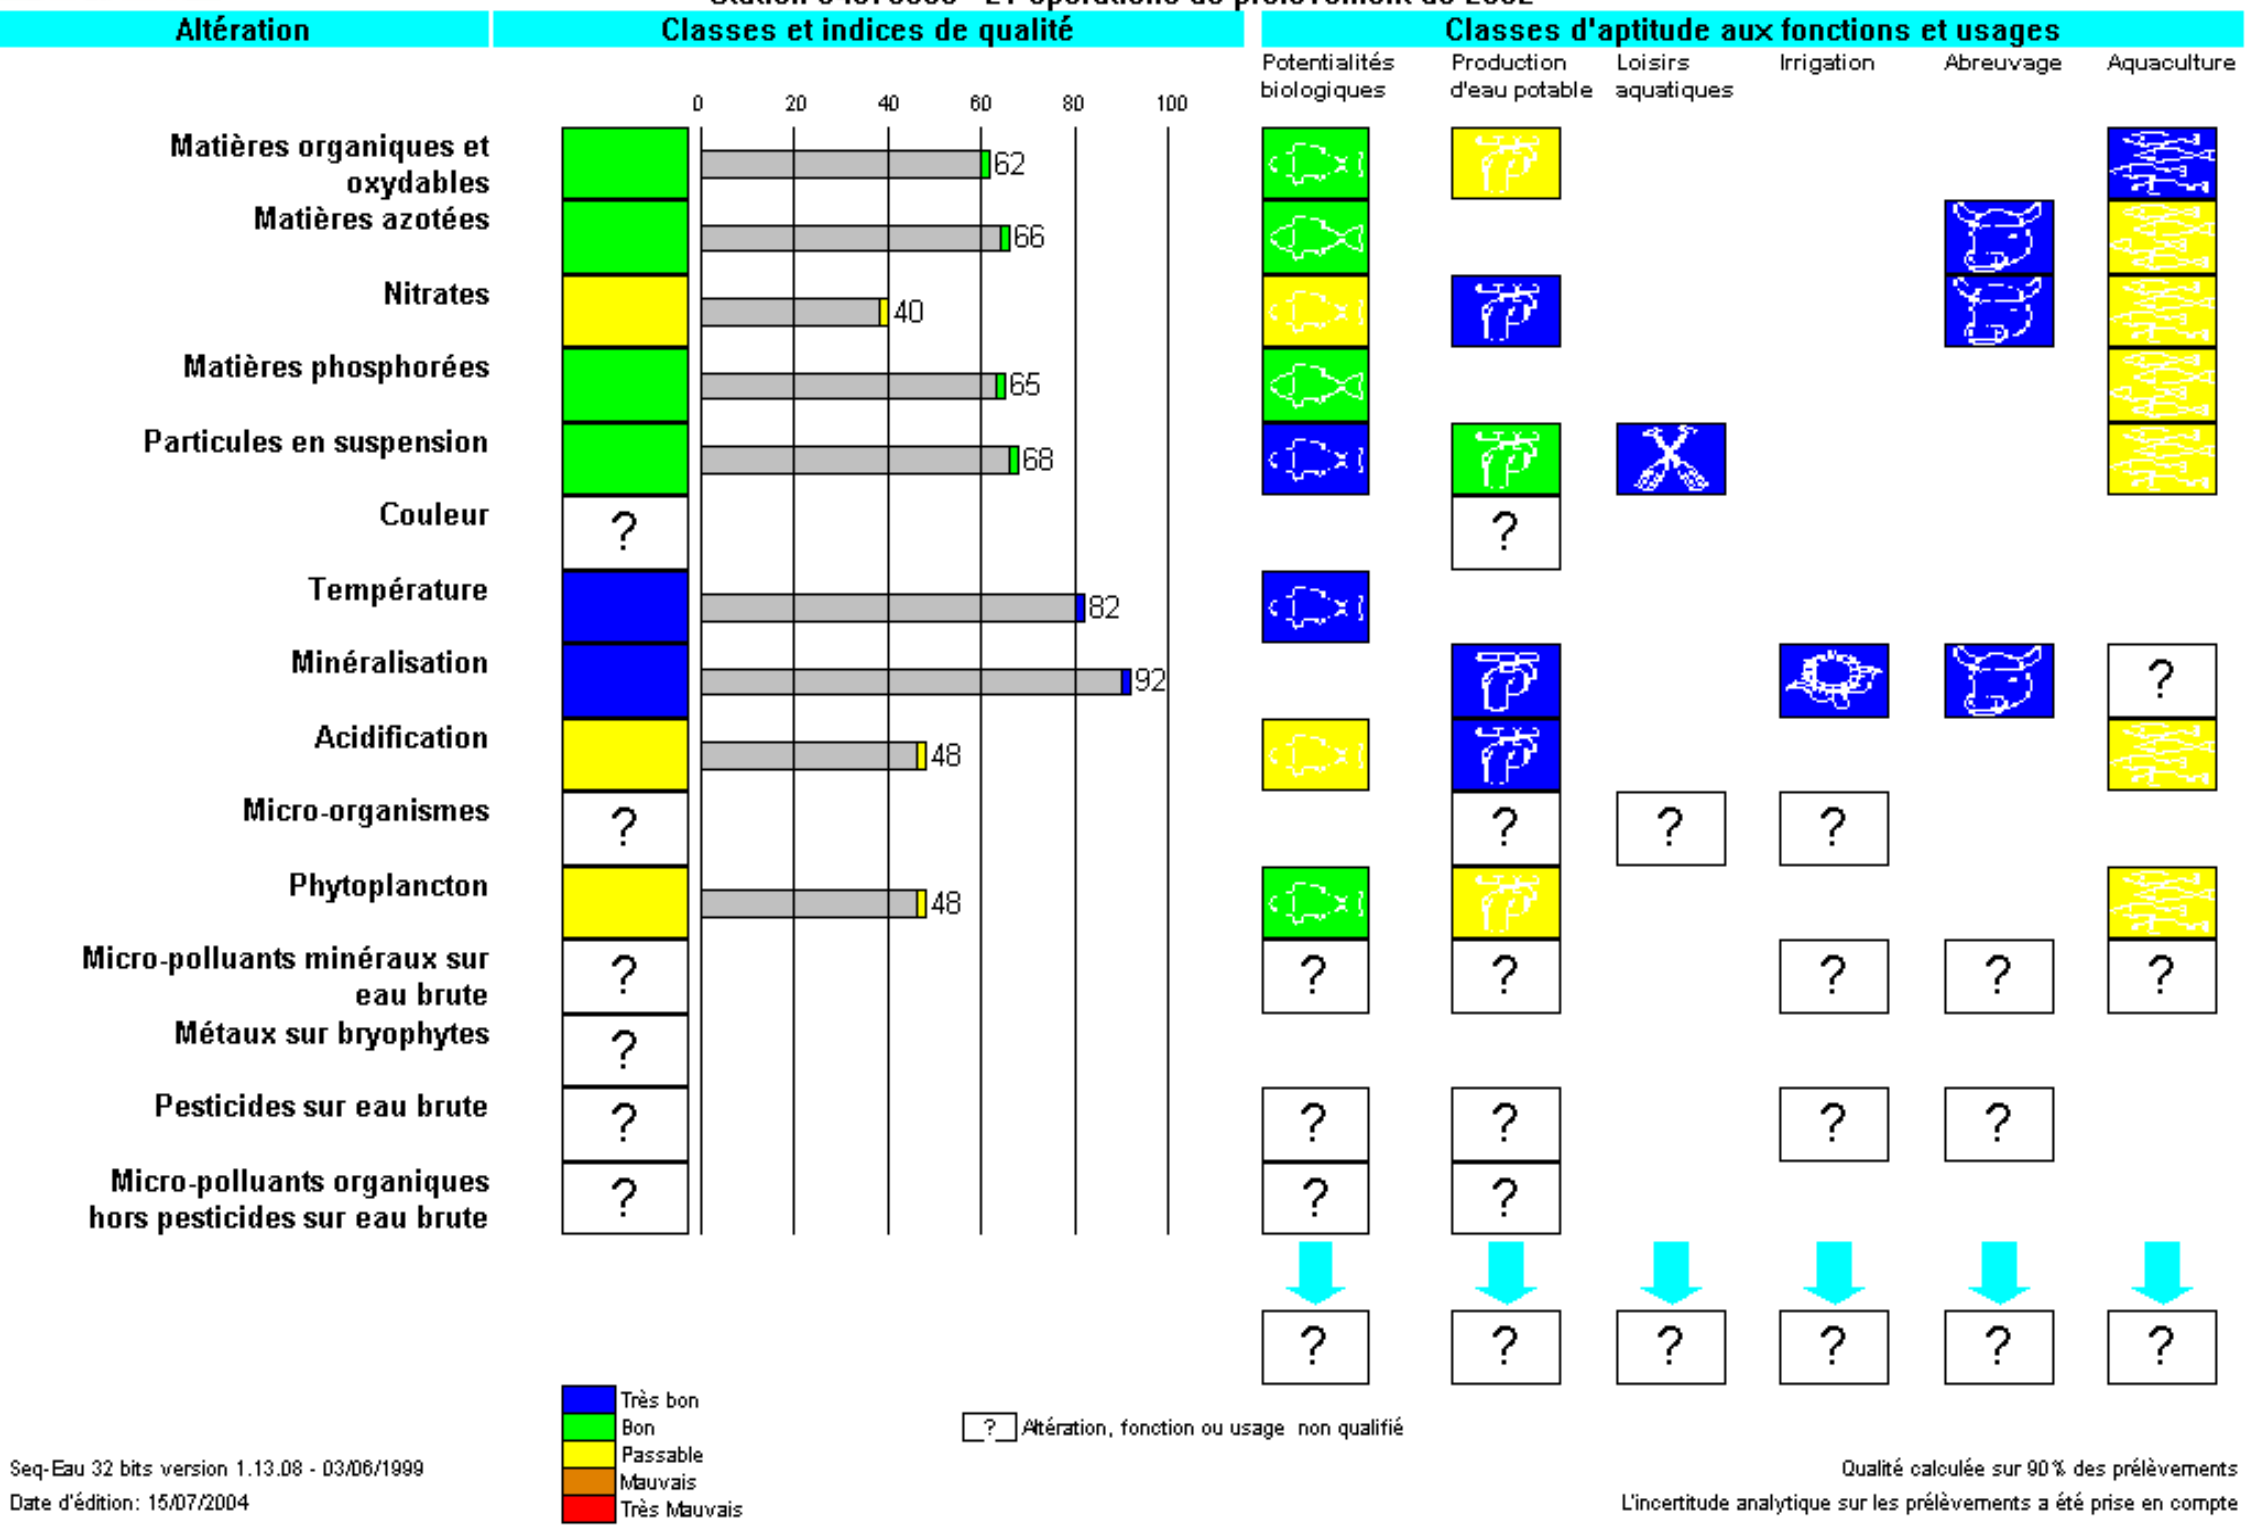 Altération
Classes et indices de qualité
Classes d'aptitude aux fonctions et usages
Potentialités
biologiques
Production
d'eau potable
Loisirs
aquatiques
Irrigation
Abreuvage
Aquaculture
0 20 40 60 80 100
Matières organiques et
oxydables
62
Matières azotées
66
Nitrates
40
Matières phosphorées
65
Particules en suspension
68
Couleur
? ?
Température
82
Minéralisation
92
?
Acidification
48
Micro-organismes
? ? ? ?
Phytoplancton
48
Micro-polluants minéraux sur
eau brute
? ? ? ? ? ?
Métaux sur bryophytes
?
Pesticides sur eau brute
? ? ? ? ?
Micro-polluants organiques
hors pesticides sur eau brute
? ? ?
? ? ? ? ? ?
Très bon
Bon
Passable
Mauvais
Très Mauvais
? Altération, fonction ou usage non qualifié
Seq-Eau 32 bits version 1.13.08 - 03/06/1999
Date d'édition: 15/07/2004
Qualité calculée sur 90% des prélèvements
L'incertitude analytique sur les prélèvements a été prise en compte